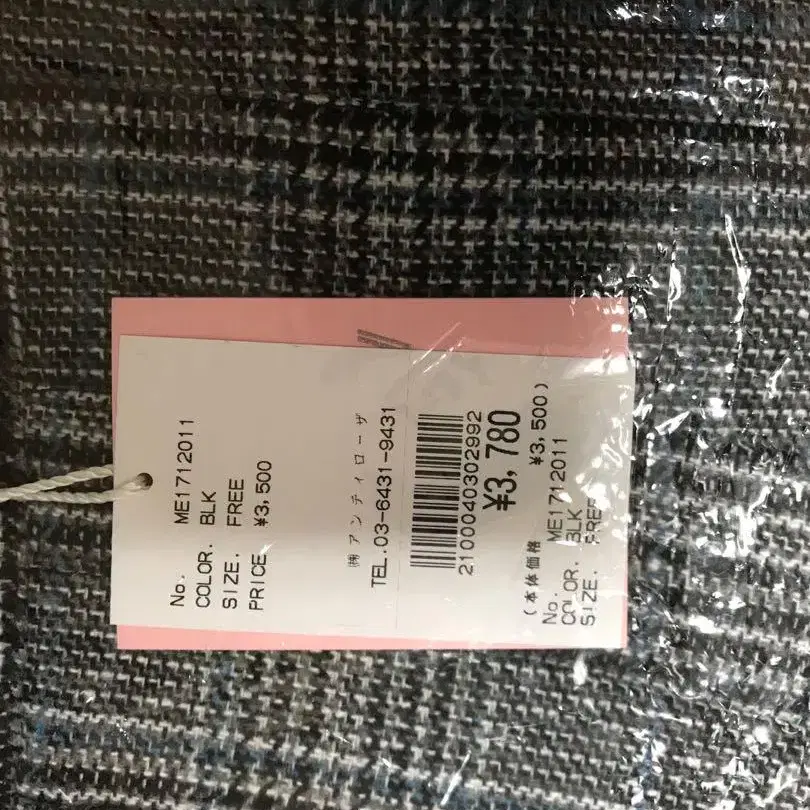 No. ME1712011
COLOR. BLK
SIZE. FREE
PRICE ¥3,500
㈱アンティローザ
TEL.03-6431-9431
2100040302992
¥3,780
(本体価格 ¥3,500)
No. ME1712011
COLOR. BLK
SIZE. FREE